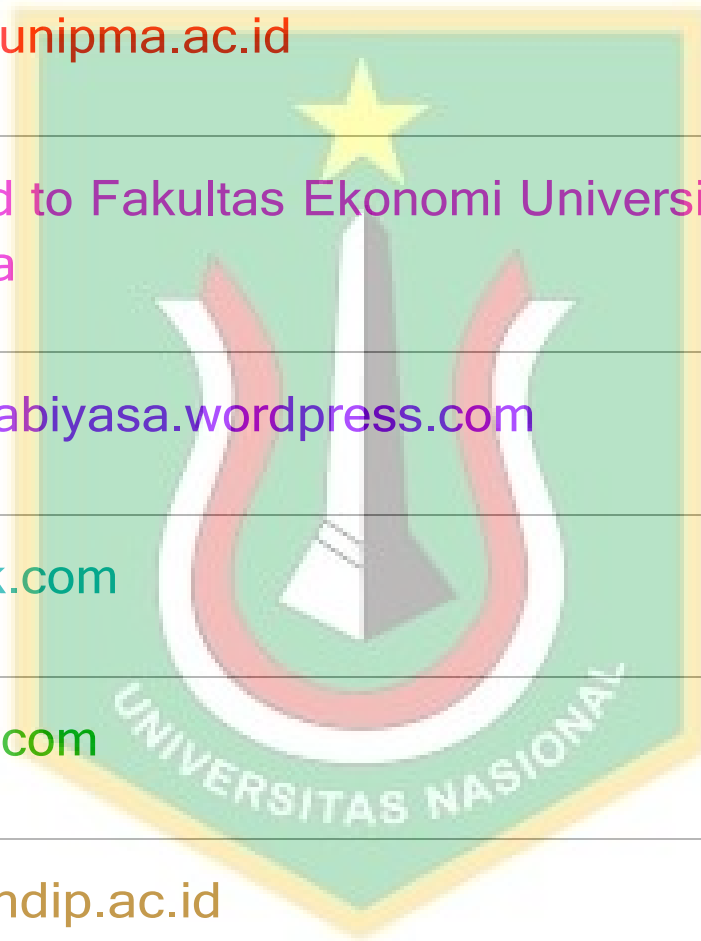 unipma.ac.id
d to Fakultas Ekonomi Universi
a
abiyasa.wordpress.com
k.com
.com
ndip.ac.id
UNIVERSITAS NASIONAL